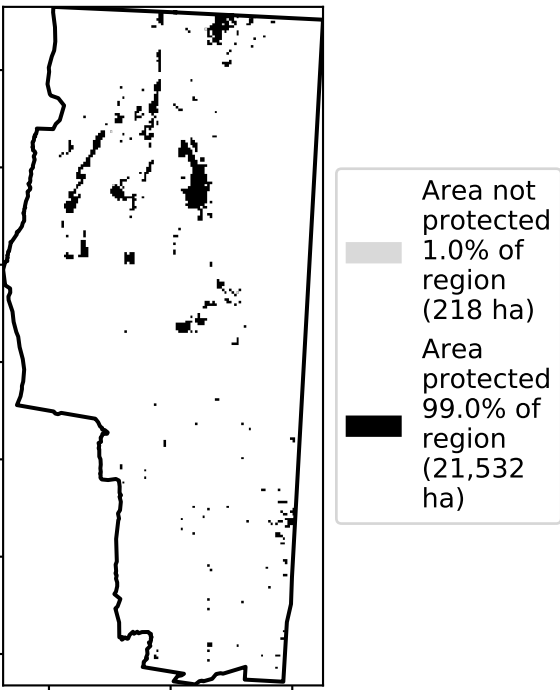 Area not
protected
1.0% of
region
(218 ha)
Area
protected
99.0% of
region
(21,532
ha)